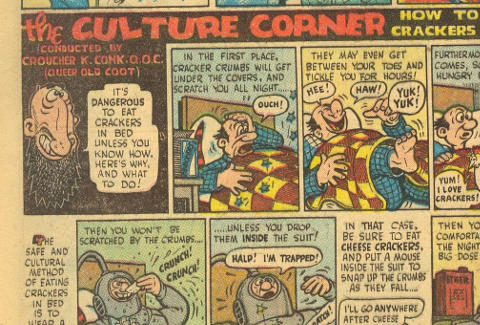 the CULTURE CORNER
HOW TO
CRACKERS
CONDUCTED BY
CROUCHER K. CONK·Q.O.C.
(QUEER OLD COOT)
IT'S
DANGEROUS
TO EAT
CRACKERS
IN BED
UNLESS YOU
KNOW HOW.
HERE'S WHY,
AND WHAT
TO DO!
IN THE FIRST PLACE,
CRACKER CRUMBS WILL GET
UNDER THE COVERS, AND
SCRATCH YOU ALL NIGHT.....
OUCH!
THEY MAY EVEN GET
BETWEEN YOUR TOES AND
TICKLE YOU FOR HOURS!
HEE!
HAW!
YUK!
YUK!
FURTHERMO
COMES, SO
HUNGRY
YUM!
I LOVE
CRACKERS!
THE
SAFE AND
CULTURAL
METHOD
OF EATING
CRACKERS
IN BED
IS TO
WEAR A
THEN YOU WON'T BE
SCRATCHED BY THE CRUMBS....
CRUNCH!
CRUNCH!
.....UNLESS YOU DROP
THEM INSIDE THE SUIT!
HALP! I'M TRAPPED!
IN THAT CASE,
BE SURE TO EAT
CHEESE CRACKERS,
AND PUT A MOUSE
INSIDE THE SUIT TO
SNAP UP THE CRUMBS
AS THEY FALL....
I'LL GO ANYWHERE
AFTER CHEESE
THEN YO
COMFORTA
THE NIGHT
BIG D